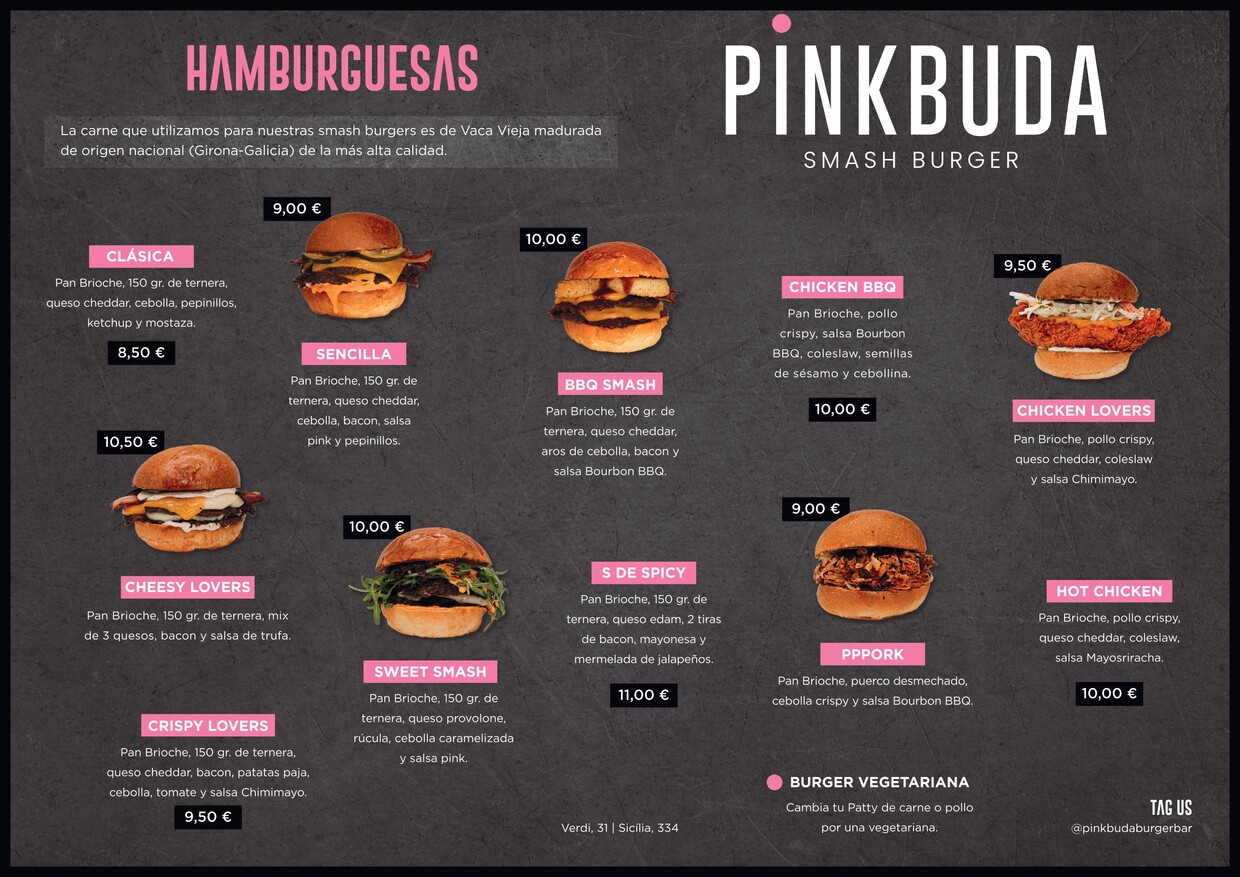 HAMBURGUESAS
La carne que utilizamos para nuestras smash burgers es de Vaca Vieja madurada
de origen nacional (Girona-Galicia) de la más alta calidad.
PINKBUDA
SMASH BURGER
CLÁSICA
Pan Brioche, 150 gr. de ternera,
queso cheddar, cebolla, pepinillos,
ketchup y mostaza.
8,50 €
9,00 €
SENCILLA
Pan Brioche, 150 gr. de
ternera, queso cheddar,
cebolla, bacon, salsa
pink y pepinillos.
10,00 €
BBQ SMASH
Pan Brioche, 150 gr. de
ternera, queso cheddar,
aros de cebolla, bacon y
salsa Bourbon BBQ.
CHICKEN BBQ
Pan Brioche, pollo
crispy, salsa Bourbon
BBQ, coleslaw, semillas
de sésamo y cebollina.
10,00 €
9,50 €
CHICKEN LOVERS
Pan Brioche, pollo crispy,
queso cheddar, coleslaw
y salsa Chimimayo.
10,50 €
CHEESY LOVERS
Pan Brioche, 150 gr. de ternera, mix
de 3 quesos, bacon y salsa de trufa.
10,00 €
SWEET SMASH
Pan Brioche, 150 gr. de
ternera, queso provolone,
rúcula, cebolla caramelizada
y salsa pink.
S DE SPICY
Pan Brioche, 150 gr. de
ternera, queso edam, 2 tiras
de bacon, mayonesa y
mermelada de jalapeños.
11,00 €
9,00 €
PPPORK
Pan Brioche, puerco desmechado,
cebolla crispy y salsa Bourbon BBQ.
HOT CHICKEN
Pan Brioche, pollo crispy,
queso cheddar, coleslaw,
salsa Mayosriracha.
10,00 €
CRISPY LOVERS
Pan Brioche, 150 gr. de ternera,
queso cheddar, bacon, patatas paja,
cebolla, tomate y salsa Chimimayo.
9,50 €
Verdi, 31 | Sicília, 334
BURGER VEGETARIANA
Cambia tu Patty de carne o pollo
por una vegetariana.
TAG US
@pinkbudaburgerbar